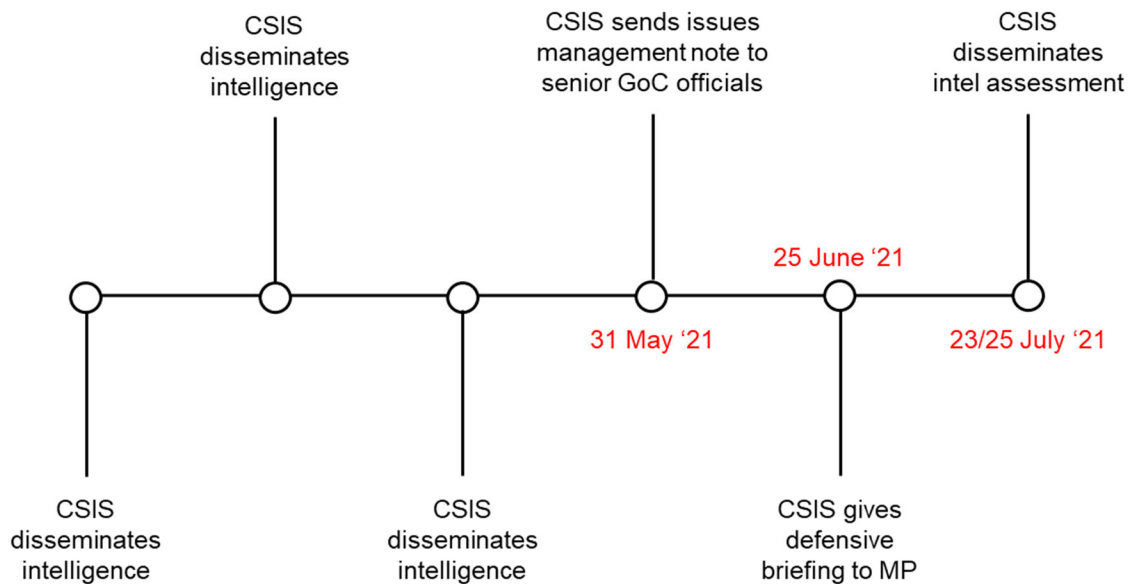 CSIS
disseminates
intelligence
CSIS sends issues
management note to
senior GoC officials
CSIS
disseminates
intel assessment
25 June ‘21
31 May ‘21
23/25 July ‘21
CSIS
disseminates
intelligence
CSIS
disseminates
intelligence
CSIS gives
defensive
briefing to MP